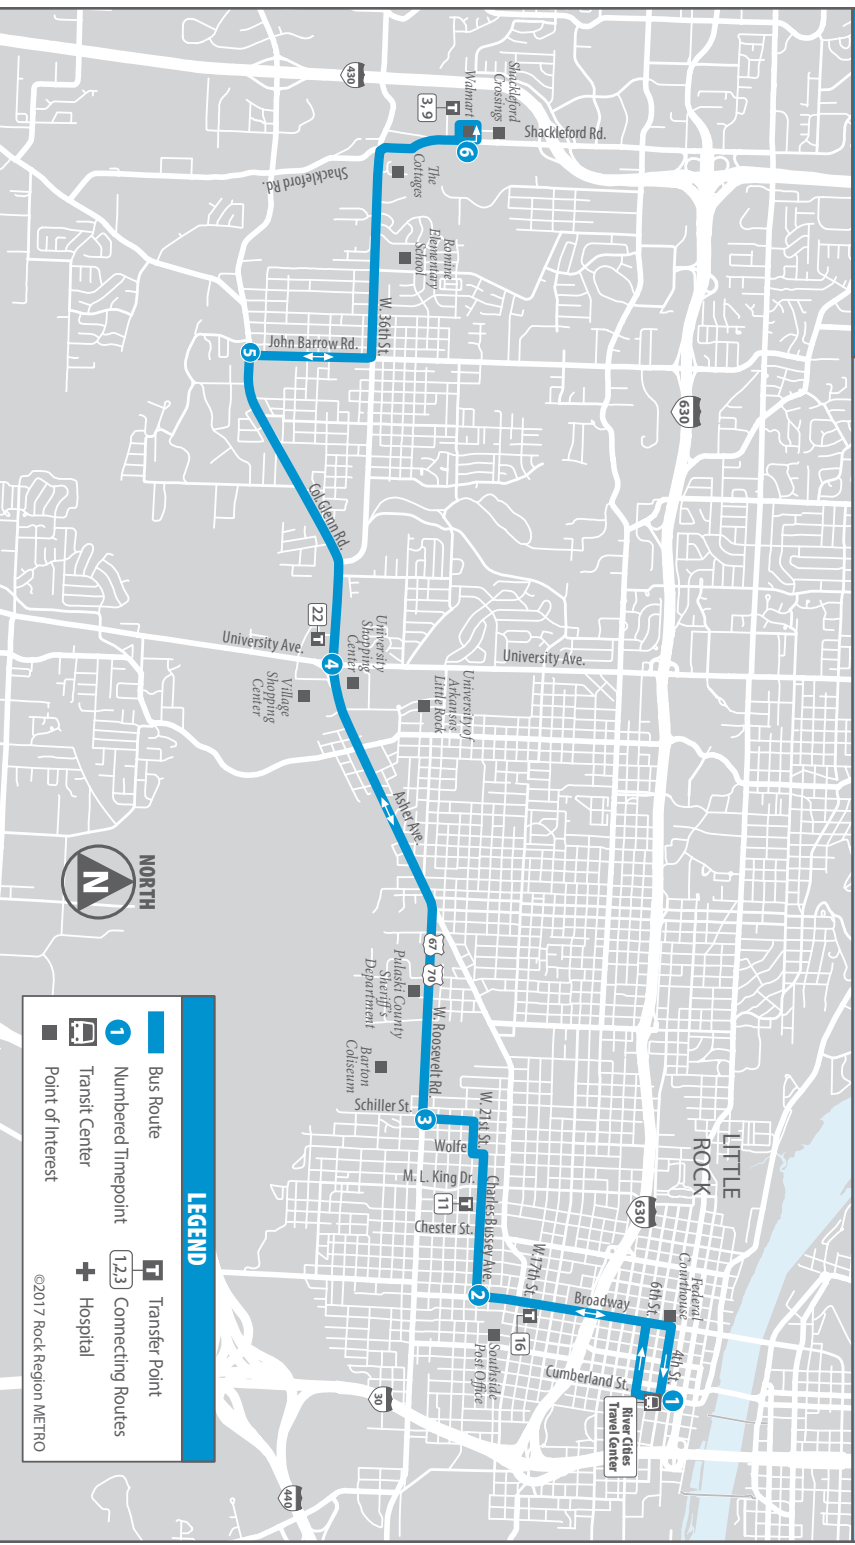 430
Shackleford
Crossings
Walmart
3, 9
T
Shackleford Rd.
6
The
Cottages
Shackleford Rd.
Romine
Elementary
School
W. 36th St.
John Barrow Rd.
5
630
Col. Glenn Rd.
22
T
University
Shopping
Center
University Ave.
4
University Ave.
Village
Shopping
Center
University of
Arkansas
Little Rock
Asher Ave.
NORTH
N
67
70
Pulaski County
Sheriff's
Department
W. Roosevelt Rd.
Barton
Coliseum
Schiller St.
3
W. 21st St.
Wolfe
M. L. King Dr.
T
11
Charles Bussey Ave.
Chester St.
2
LITTLE
ROCK
630
W.17th St.
T
16
Broadway
6th St.
Federal
Courthouse
4th St.
Southside
Post Office
Cumberland St.
1
River Cities
Travel Center
30
440
LEGEND
Bus Route
1 Numbered Timepoint
Transit Center
Point of Interest
T Transfer Point
1,2,3 Connecting Routes
Hospital
©2017 Rock Region METRO